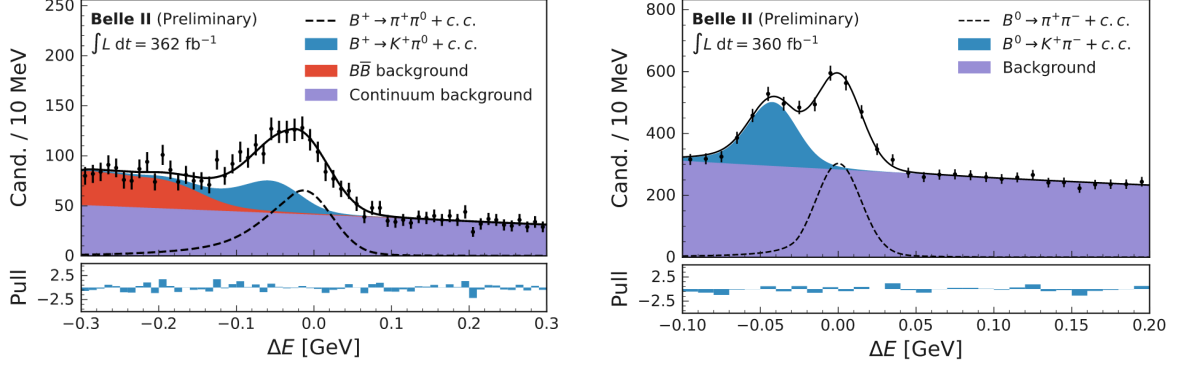 Belle II (Preliminary)
∫L dt = 362 fb⁻¹
B⁺ → π⁺π⁰ + c. c.
B⁺ → K⁺π⁰ + c. c.
BB̅ background
Continuum background
Cand. / 10 MeV
250
200
150
100
50
0
Pull
2.5
−2.5
−0.3 −0.2 −0.1 0.0 0.1 0.2 0.3
ΔE [GeV]
Belle II (Preliminary)
∫L dt = 360 fb⁻¹
B⁰ → π⁺π⁻ + c. c.
B⁰ → K⁺π⁻ + c. c.
Background
Cand. / 10 MeV
800
600
400
200
0
Pull
2.5
−2.5
−0.10 −0.05 0.00 0.05 0.10 0.15 0.20
ΔE [GeV]